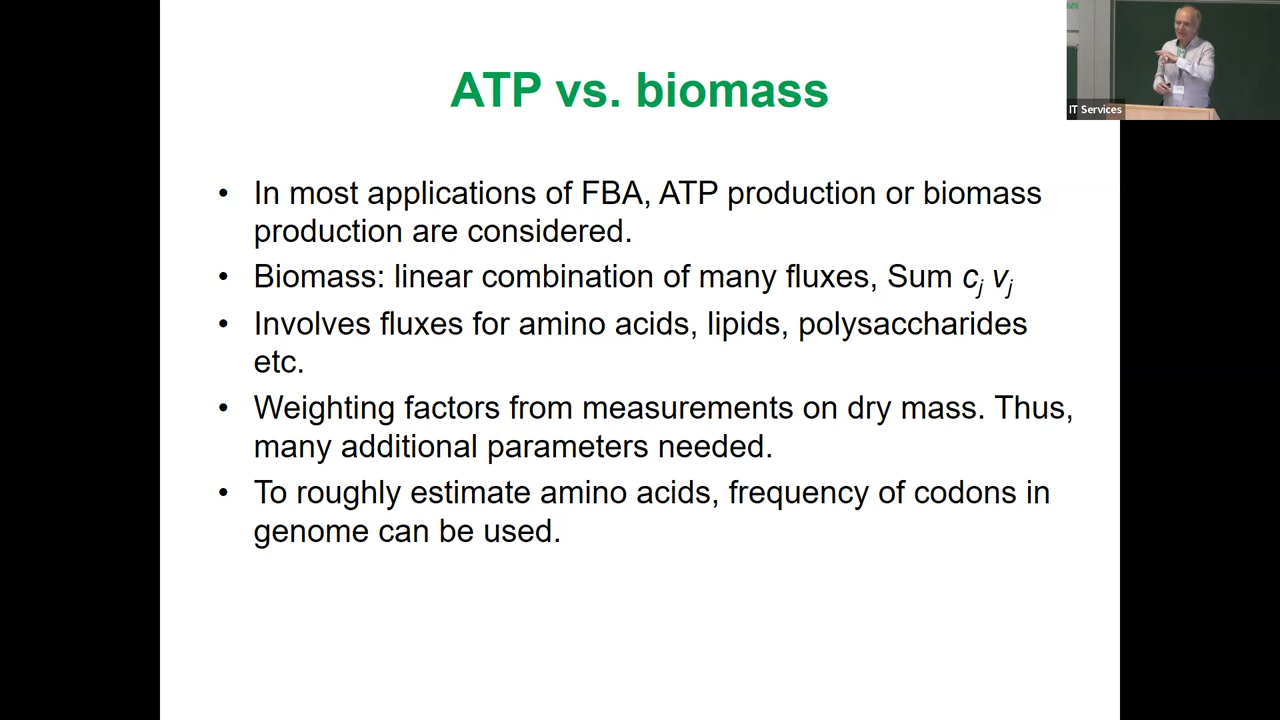 ATP vs. biomass
IT Services
• In most applications of FBA, ATP production or biomass
production are considered.
• Biomass: linear combination of many fluxes, Sum cj vj
• Involves fluxes for amino acids, lipids, polysaccharides
etc.
• Weighting factors from measurements on dry mass. Thus,
many additional parameters needed.
• To roughly estimate amino acids, frequency of codons in
genome can be used.